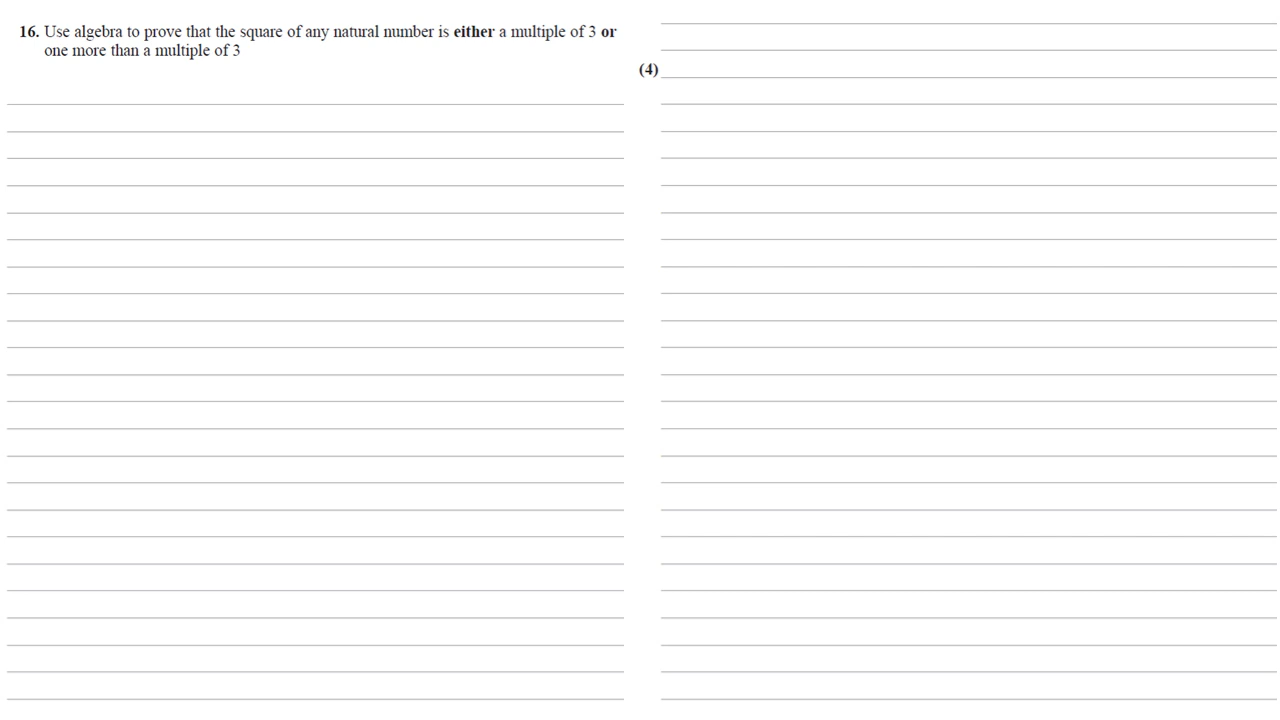 16. Use algebra to prove that the square of any natural number is either a multiple of 3 or
one more than a multiple of 3
(4)